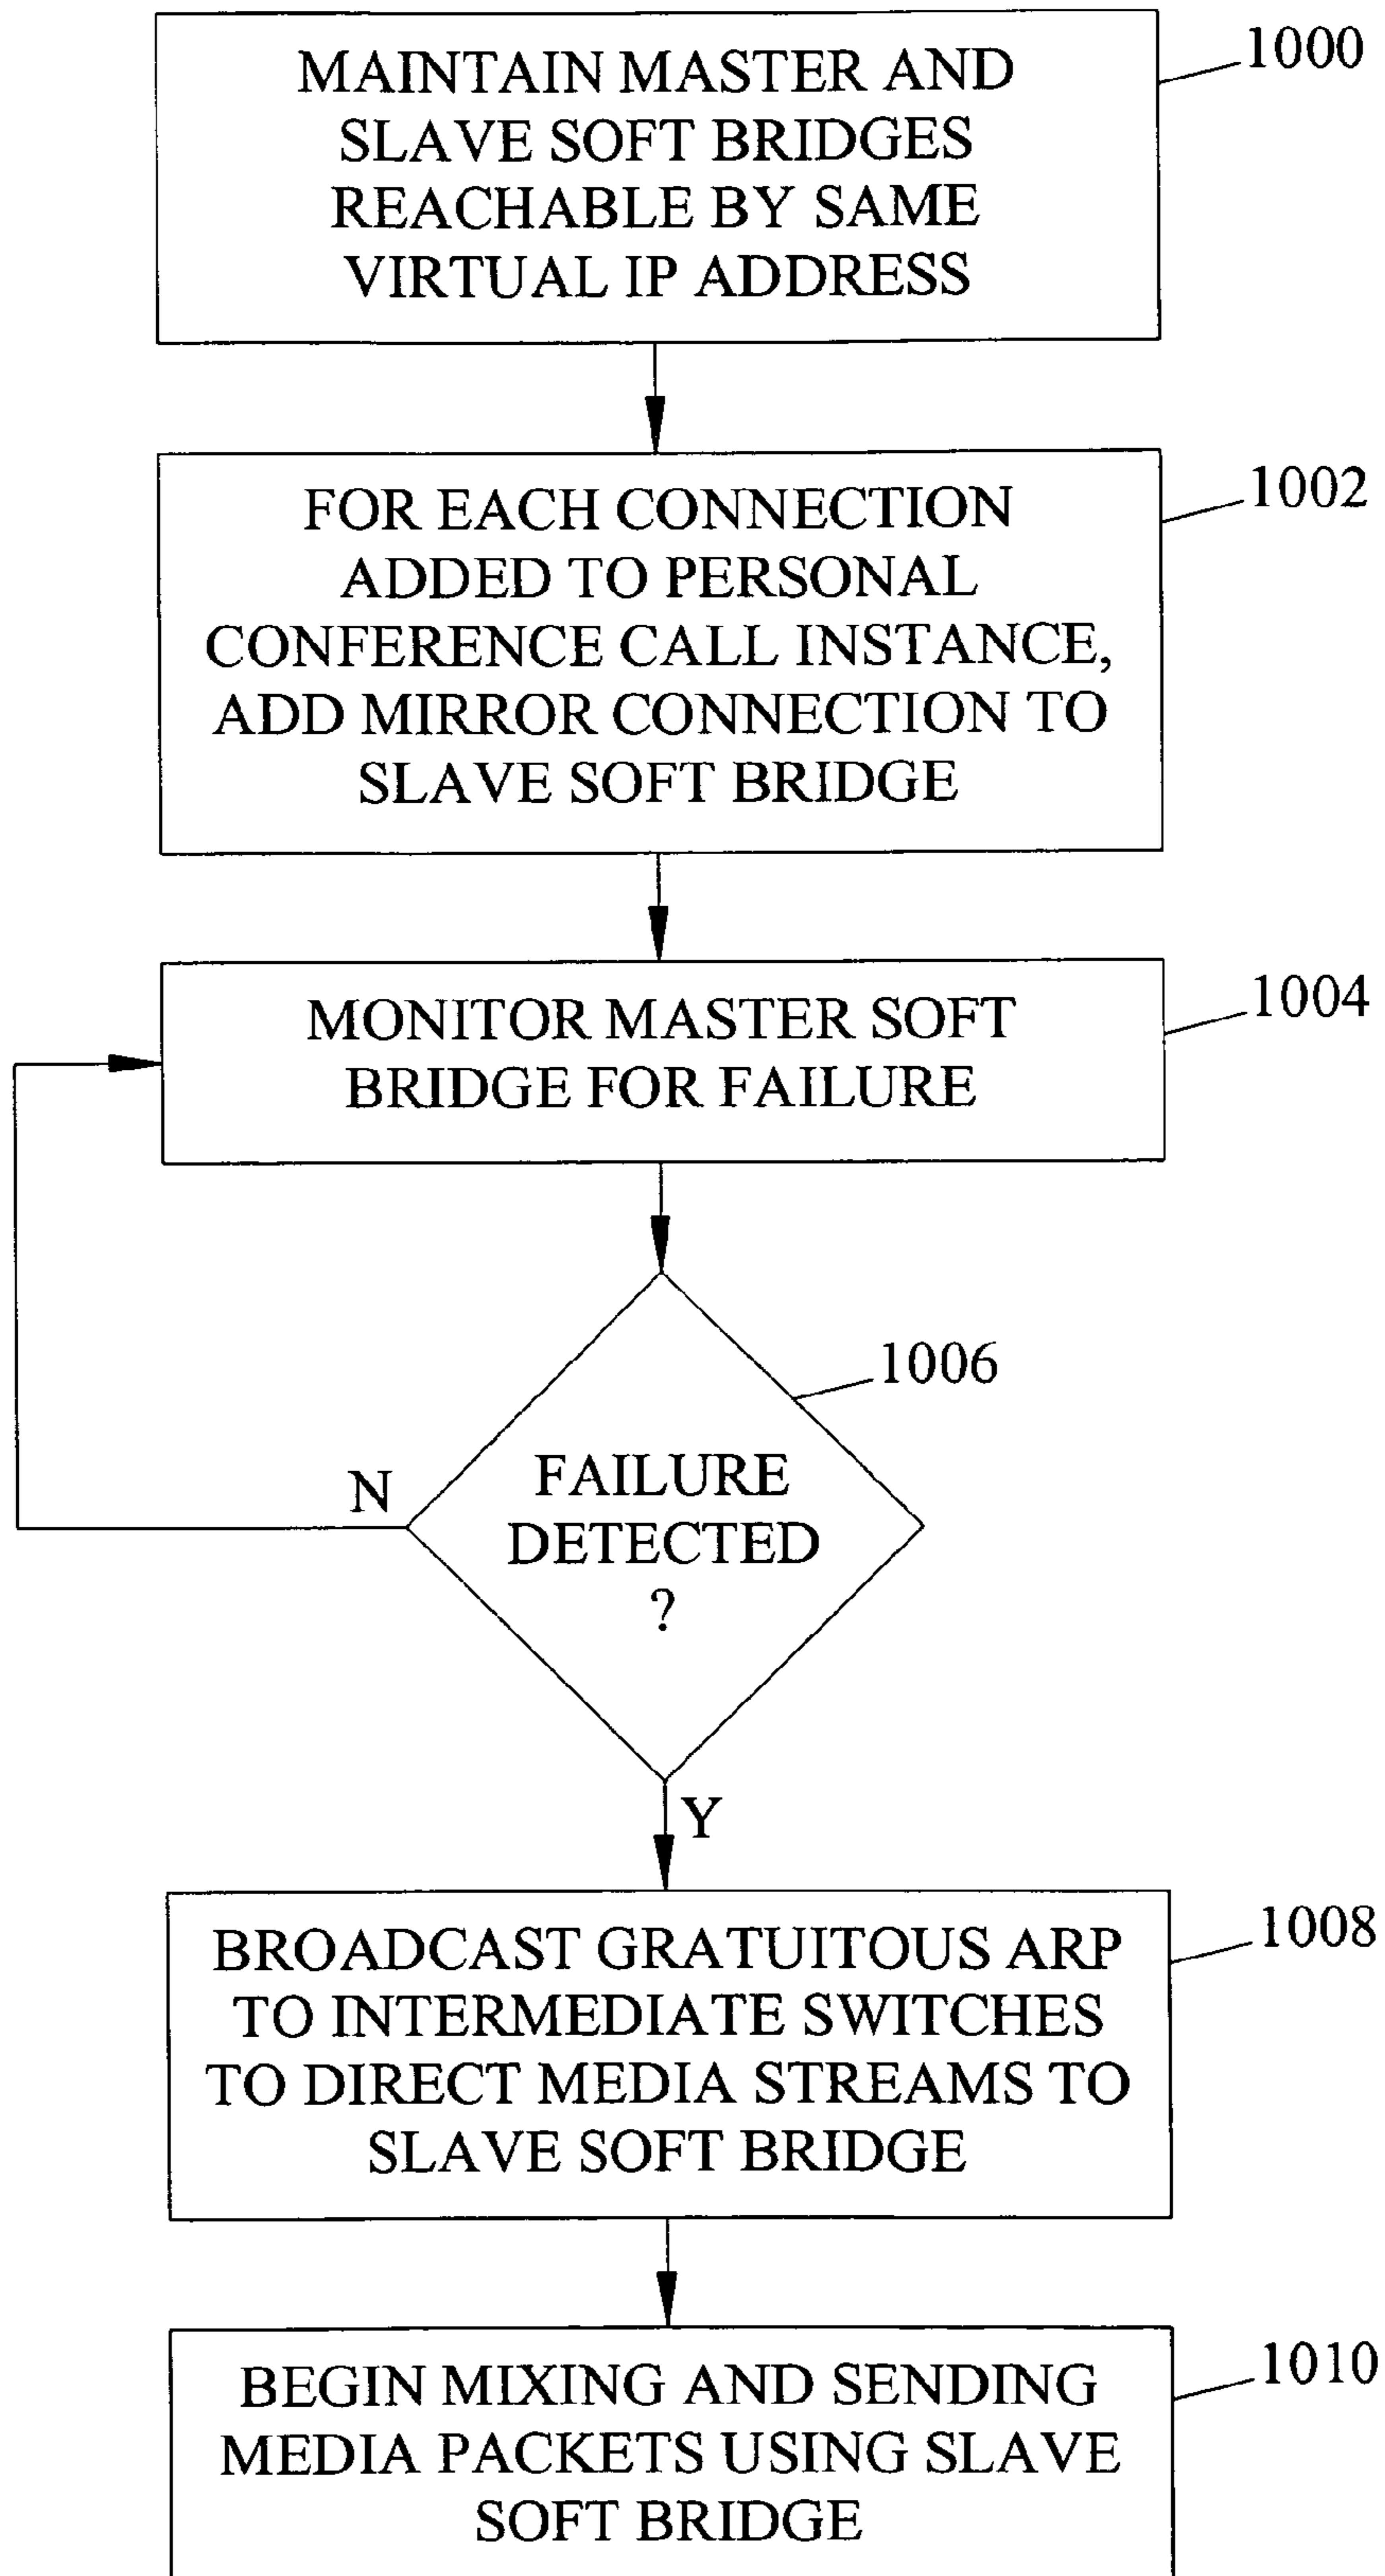 MAINTAIN MASTER AND
SLAVE SOFT BRIDGES
REACHABLE BY SAME
VIRTUAL IP ADDRESS
1000
FOR EACH CONNECTION
ADDED TO PERSONAL
CONFERENCE CALL INSTANCE,
ADD MIRROR CONNECTION TO
SLAVE SOFT BRIDGE
1002
MONITOR MASTER SOFT
BRIDGE FOR FAILURE
1004
FAILURE
DETECTED
?
1006
N
Y
BROADCAST GRATUITOUS ARP
TO INTERMEDIATE SWITCHES
TO DIRECT MEDIA STREAMS TO
SLAVE SOFT BRIDGE
1008
BEGIN MIXING AND SENDING
MEDIA PACKETS USING SLAVE
SOFT BRIDGE
1010